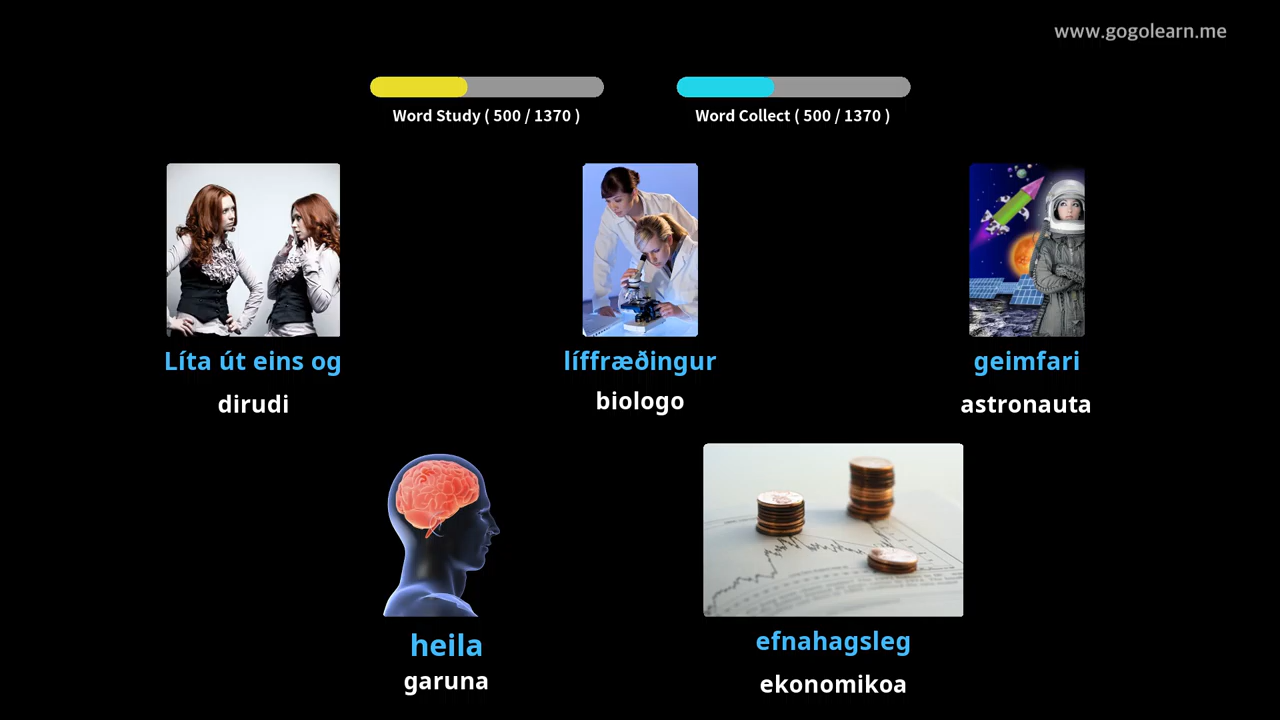 www.gogolearn.me
Word Study ( 500 / 1370 )
Word Collect ( 500 / 1370 )
Líta út eins og
dirudi
líffræðingur
biologo
geimfari
astronauta
heila
garuna
efnahagsleg
ekonomikoa